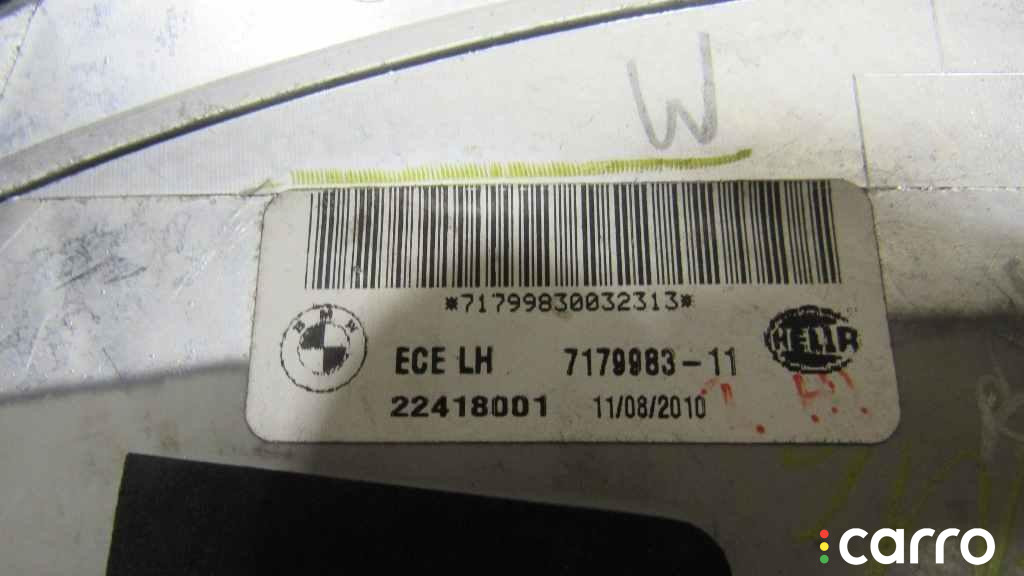 W
*71799830032313*
BMW
ECE LH 7179983-11
HELLA
22418001 11/08/2010
carro